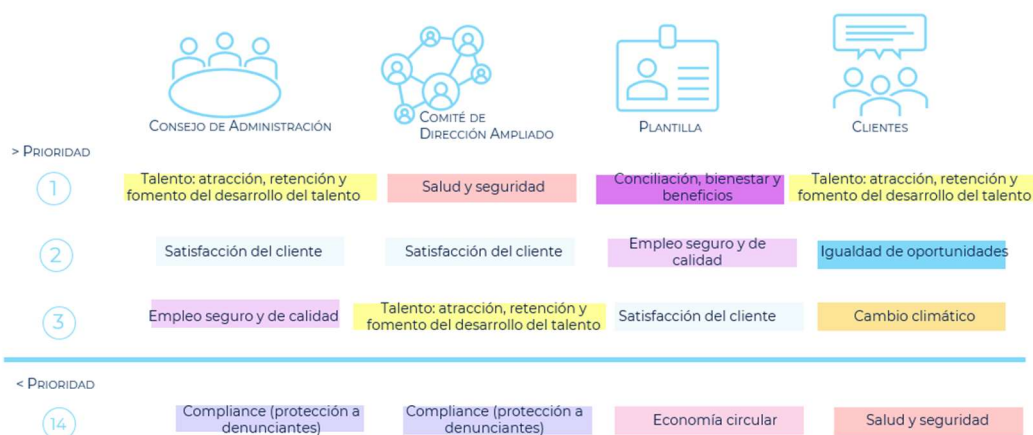 Consejo de Administración
Comité de
Dirección Ampliado
Plantilla
Clientes
> Prioridad
1
Talento: atracción, retención y
fomento del desarrollo del talento
Salud y seguridad
Conciliación, bienestar y
beneficios
Talento: atracción, retención y
fomento del desarrollo del talento
2
Satisfacción del cliente
Satisfacción del cliente
Empleo seguro y de
calidad
Igualdad de oportunidades
3
Empleo seguro y de calidad
Talento: atracción, retención y
fomento del desarrollo del talento
Satisfacción del cliente
Cambio climático
< Prioridad
14
Compliance (protección a
denunciantes)
Compliance (protección a
denunciantes)
Economía circular
Salud y seguridad